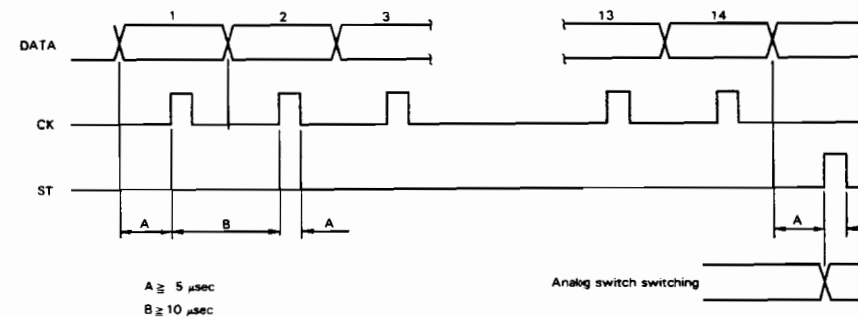 1 2 3 13 14
DATA
CK
ST
A B A A
A ≧ 5 μsec
B ≧ 10 μsec
Analog switch switching